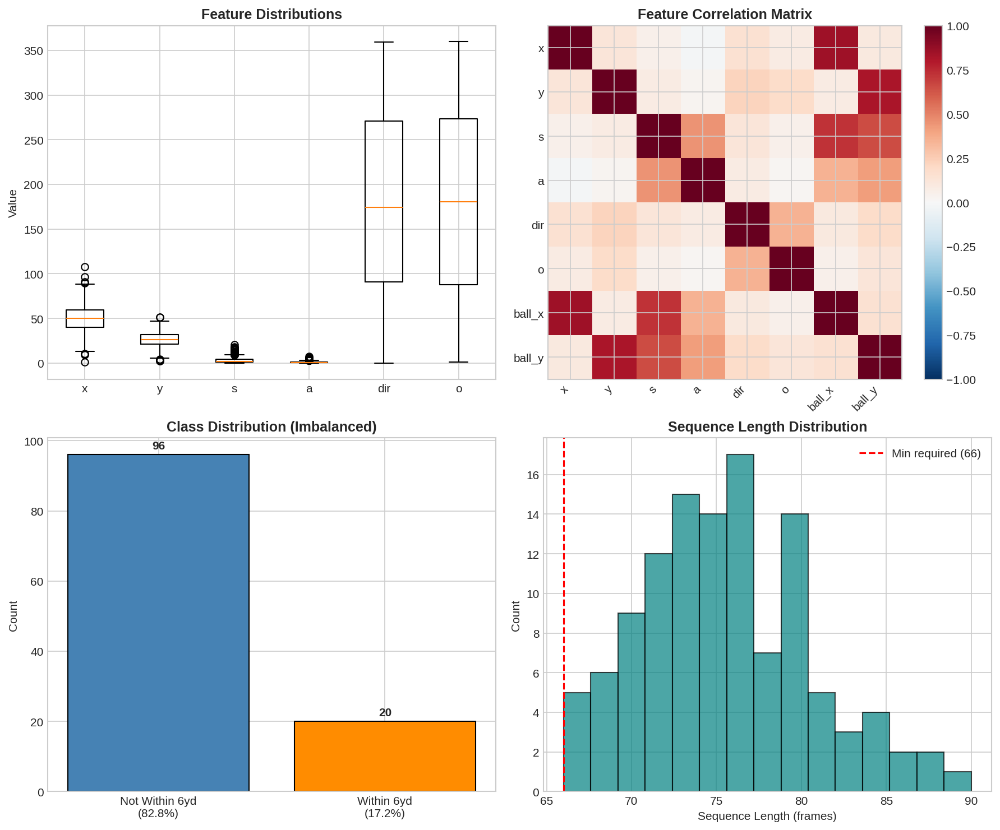 Feature Distributions
Value
350
300
250
200
150
100
50
0
x y s a dir o
Feature Correlation Matrix
x
y
s
a
dir
o
ball_x
ball_y
x y s a dir o ball_x ball_y
1.00
0.75
0.50
0.25
0.00
−0.25
−0.50
−0.75
−1.00
Class Distribution (Imbalanced)
Count
100
80
60
40
20
0
96
20
Not Within 6yd
(82.8%)
Within 6yd
(17.2%)
Sequence Length Distribution
Min required (66)
Count
16
14
12
10
8
6
4
2
0
65 70 75 80 85 90
Sequence Length (frames)